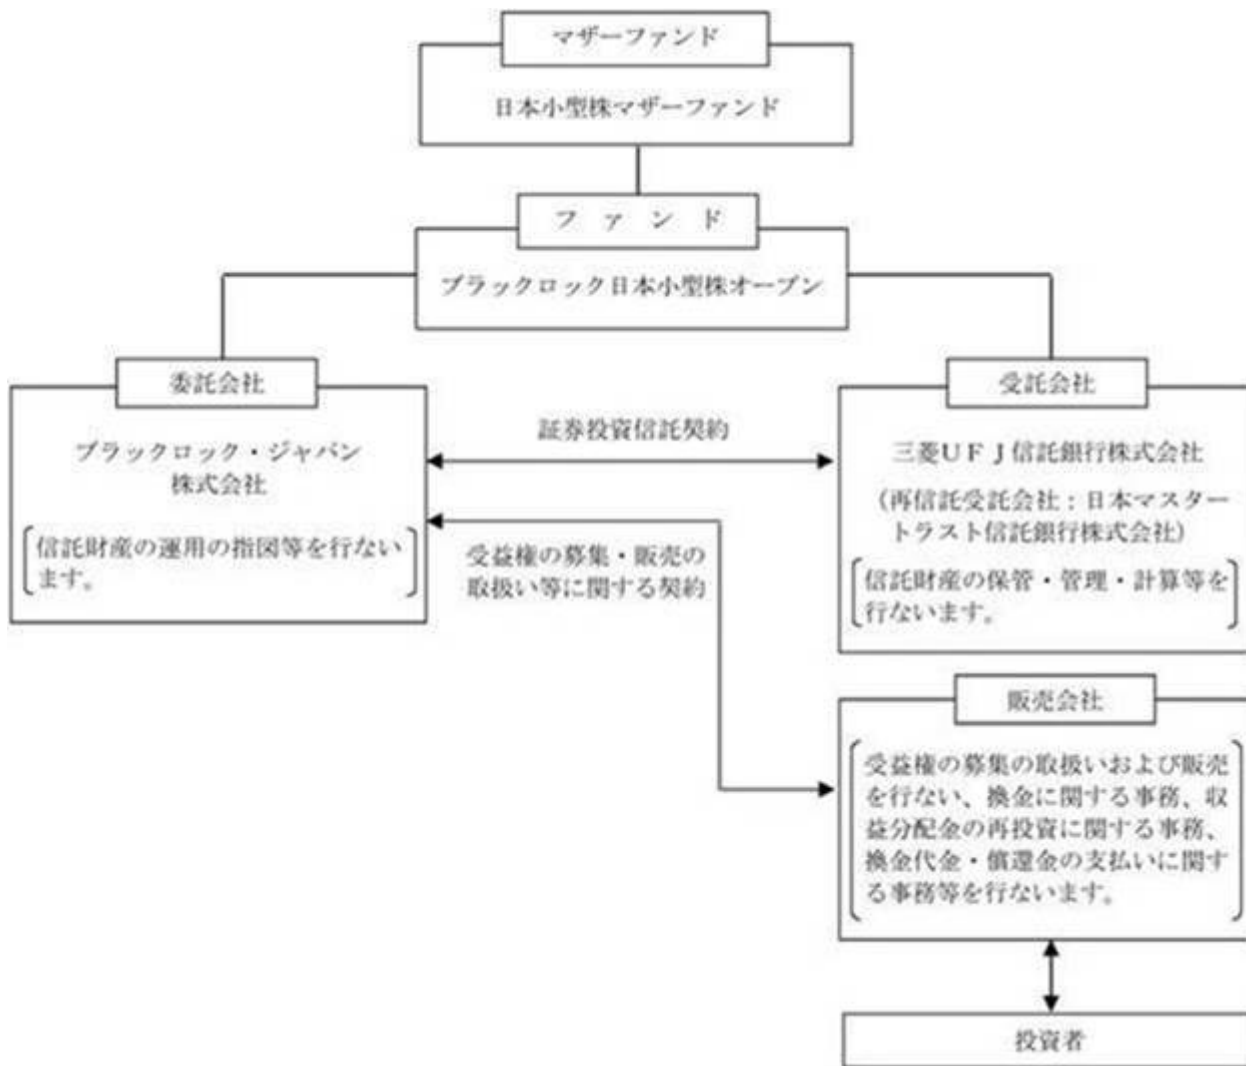 マザーファンド
日本小型株マザーファンド
ファンド
ブラックロック日本小型株オープン
委託会社
ブラックロック・ジャパン
株式会社
信託財産の運用の指図等を行ない
ます。
証券投資信託契約
受益権の募集・販売の
取扱い等に関する契約
受託会社
三菱UFJ信託銀行株式会社
(再信託受託会社：日本マスター
トラスト信託銀行株式会社)
信託財産の保管・管理・計算等を
行ないます。
販売会社
受益権の募集の取扱いおよび販売
を行ない、換金に関する事務、収
益分配金の再投資に関する事務、
換金代金・償還金の支払いに関す
る事務等を行ないます。
投資者